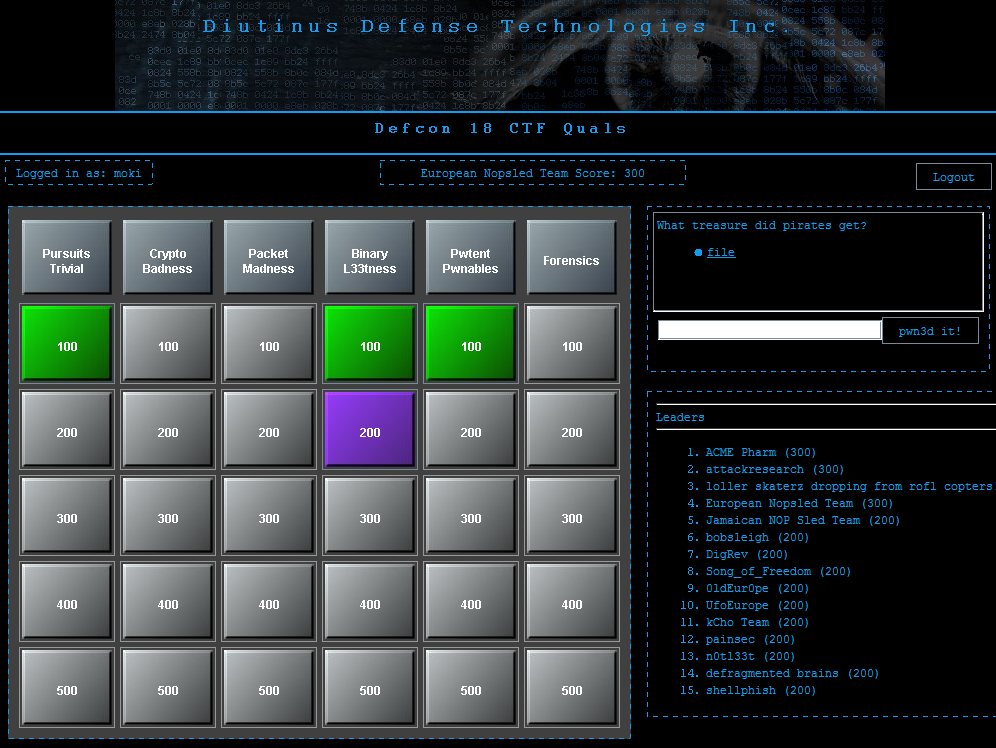 Diutinus Defense Technologies Inc.
Defcon 18 CTF Quals
Logged in as: moki
European Nopsled Team Score: 300
Logout
Pursuits Trivial
Crypto Badness
Packet Madness
Binary L33tness
Pwtent Pwnables
Forensics
100 100 100 100 100 100
200 200 200 200 200 200
300 300 300 300 300 300
400 400 400 400 400 400
500 500 500 500 500 500
What treasure did pirates get?
file
pwn3d it!
Leaders
1. ACME Pharm (300)
2. attackresearch (300)
3. loller skaterz dropping from rofl copters
4. European Nopsled Team (300)
5. Jamaican NOP Sled Team (200)
6. bobsleigh (200)
7. DigRev (200)
8. Song_of_Freedom (200)
9. 0ldEur0pe (200)
10. UfoEurope (200)
11. kCho Team (200)
12. painsec (200)
13. n0tl33t (200)
14. defragmented brains (200)
15. shellphish (200)